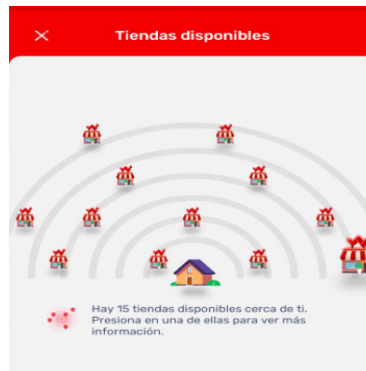 Tiendas disponibles
Hay 15 tiendas disponibles cerca de ti.
Presiona en una de ellas para ver más
información.